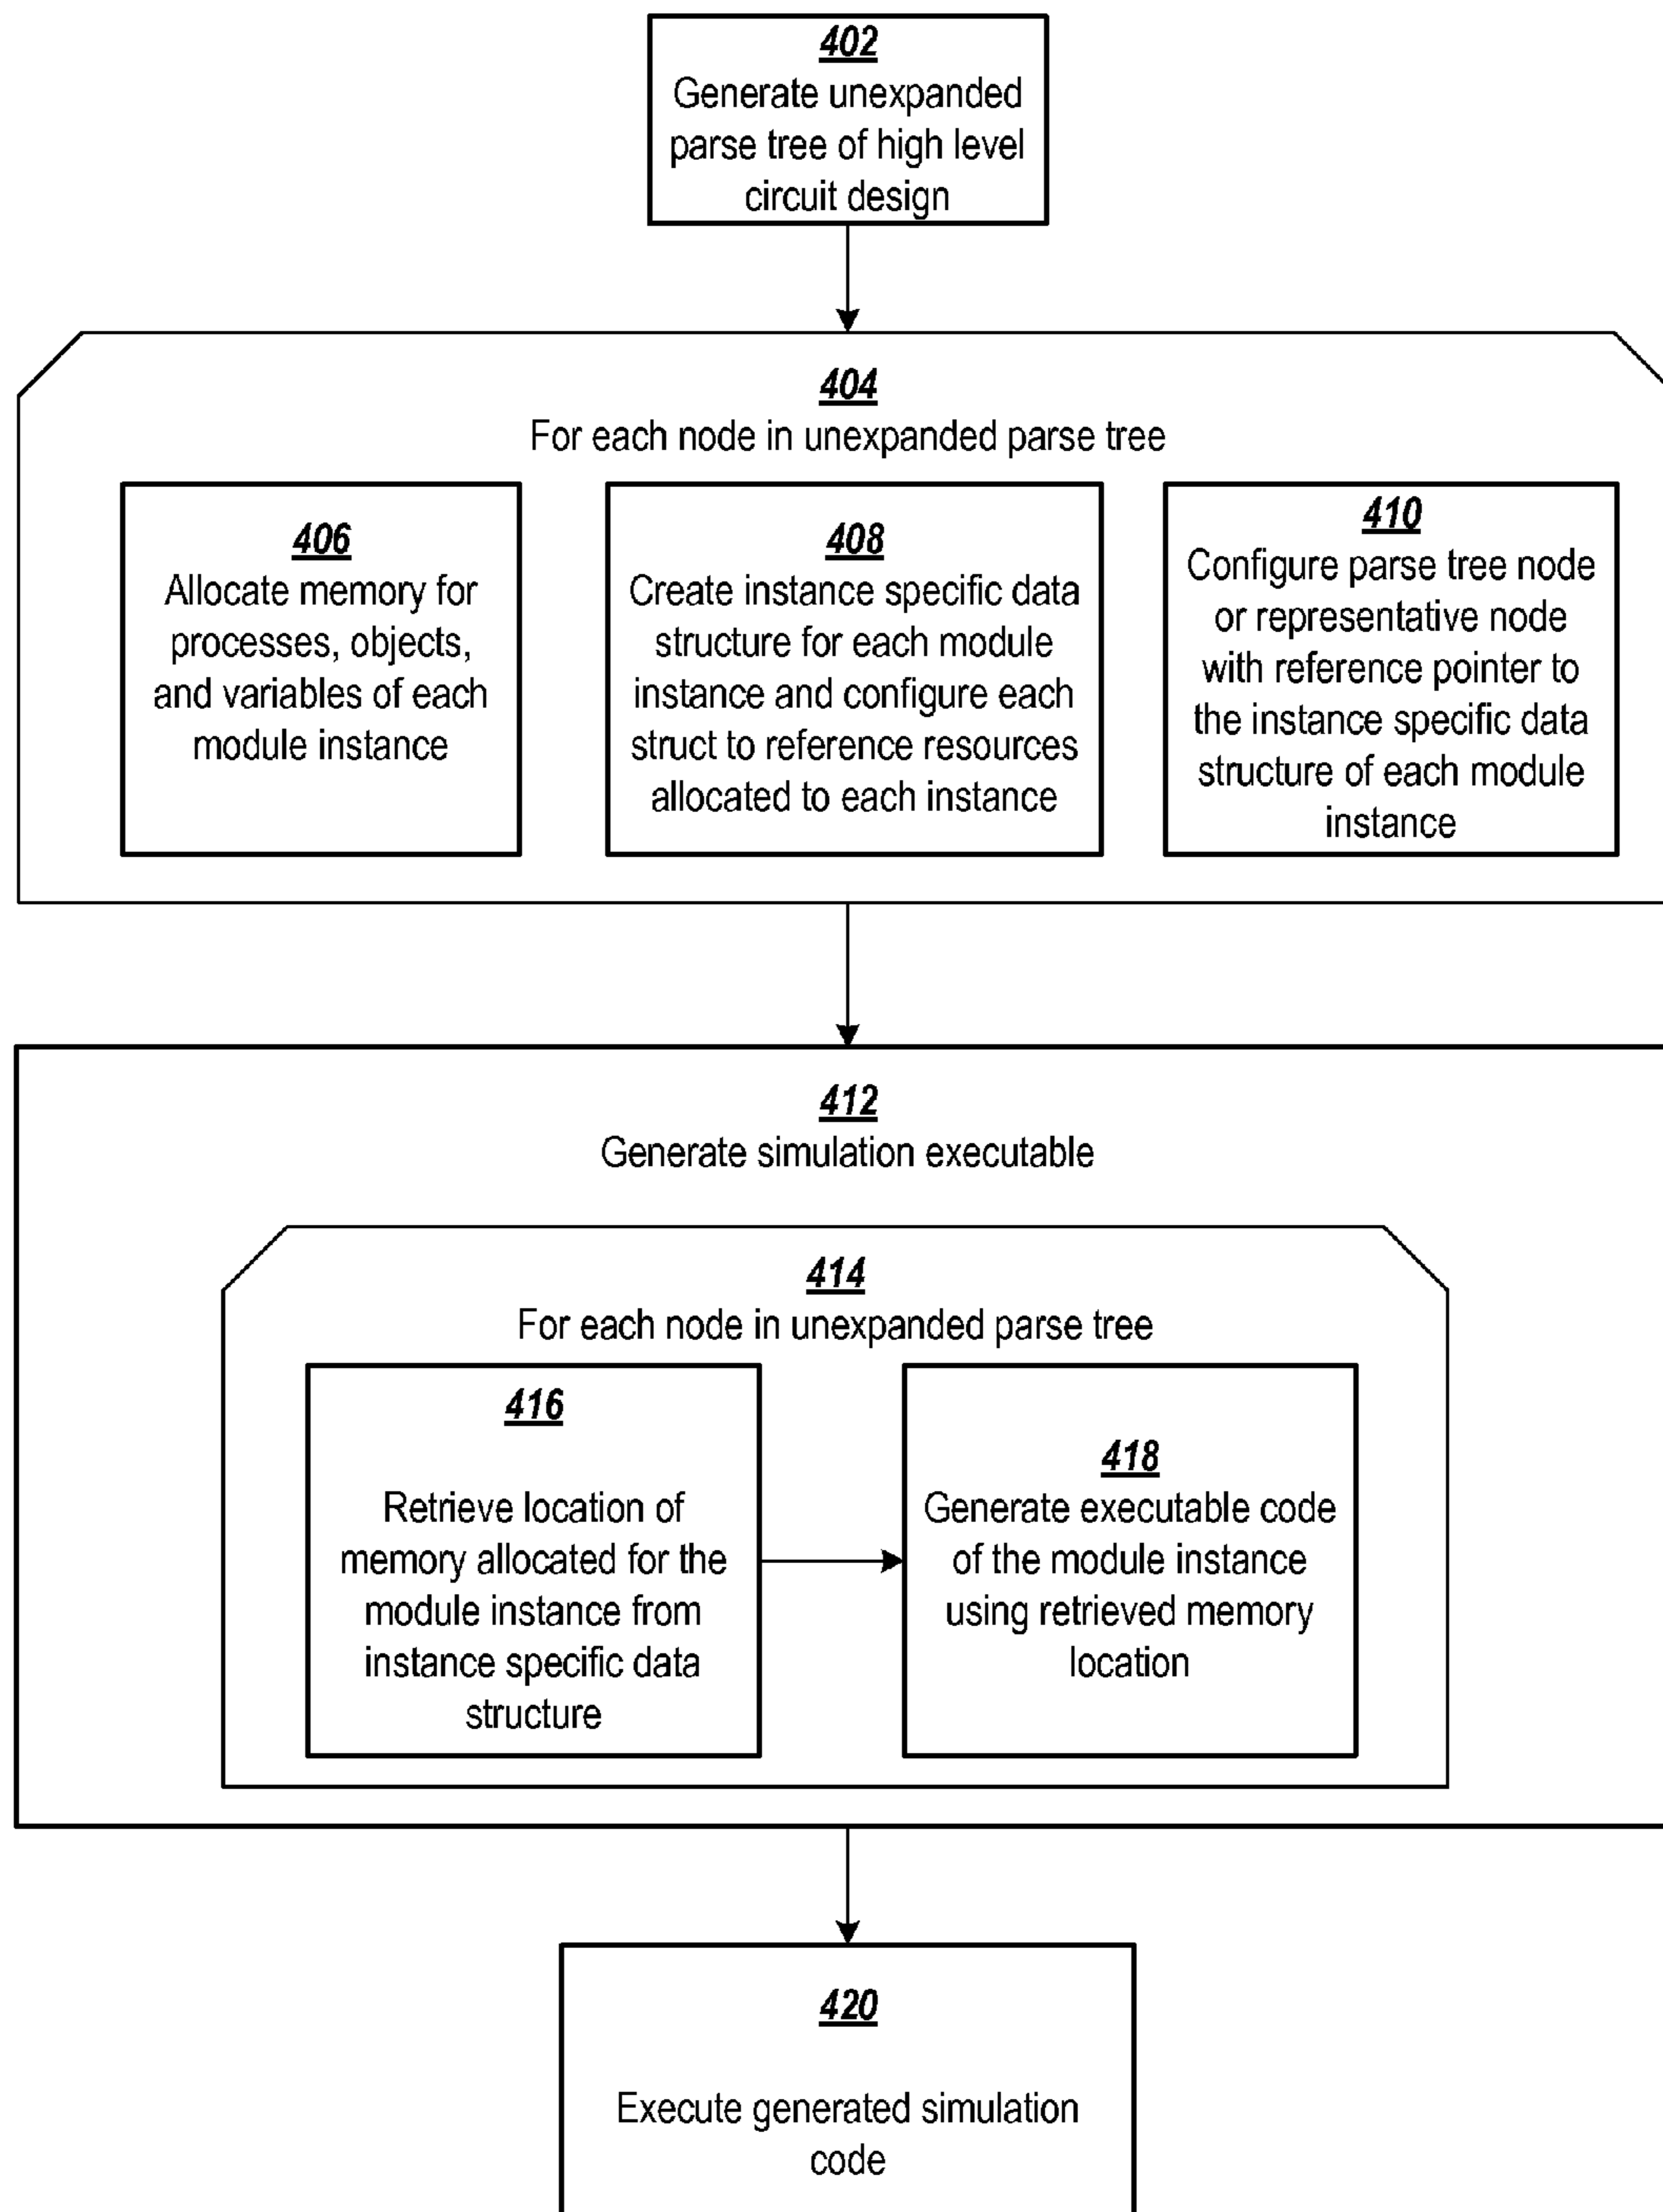 402
Generate unexpanded
parse tree of high level
circuit design
404
For each node in unexpanded parse tree
406
Allocate memory for
processes, objects,
and variables of each
module instance
408
Create instance specific data
structure for each module
instance and configure each
struct to reference resources
allocated to each instance
410
Configure parse tree node
or representative node
with reference pointer to
the instance specific data
structure of each module
instance
412
Generate simulation executable
414
For each node in unexpanded parse tree
416
Retrieve location of
memory allocated for the
module instance from
instance specific data
structure
418
Generate executable code
of the module instance
using retrieved memory
location
420
Execute generated simulation
code